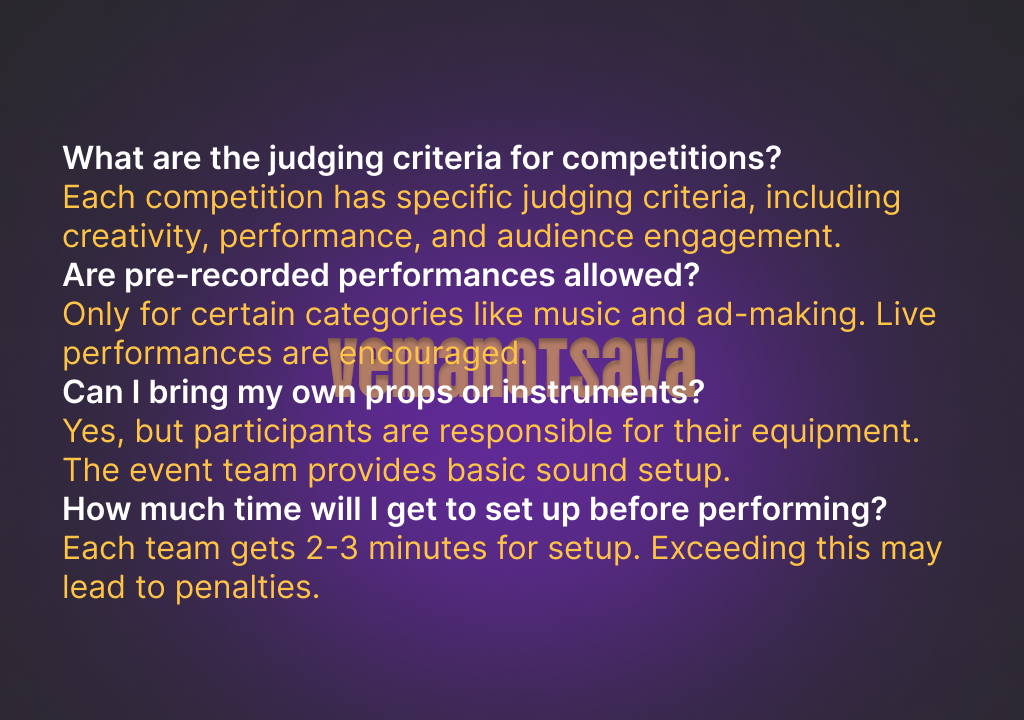 What are the judging criteria for competitions?
Each competition has specific judging criteria, including
creativity, performance, and audience engagement.
Are pre-recorded performances allowed?
Only for certain categories like music and ad-making. Live
performances are encouraged.
vemanoTsava
Can I bring my own props or instruments?
Yes, but participants are responsible for their equipment.
The event team provides basic sound setup.
How much time will I get to set up before performing?
Each team gets 2-3 minutes for setup. Exceeding this may
lead to penalties.